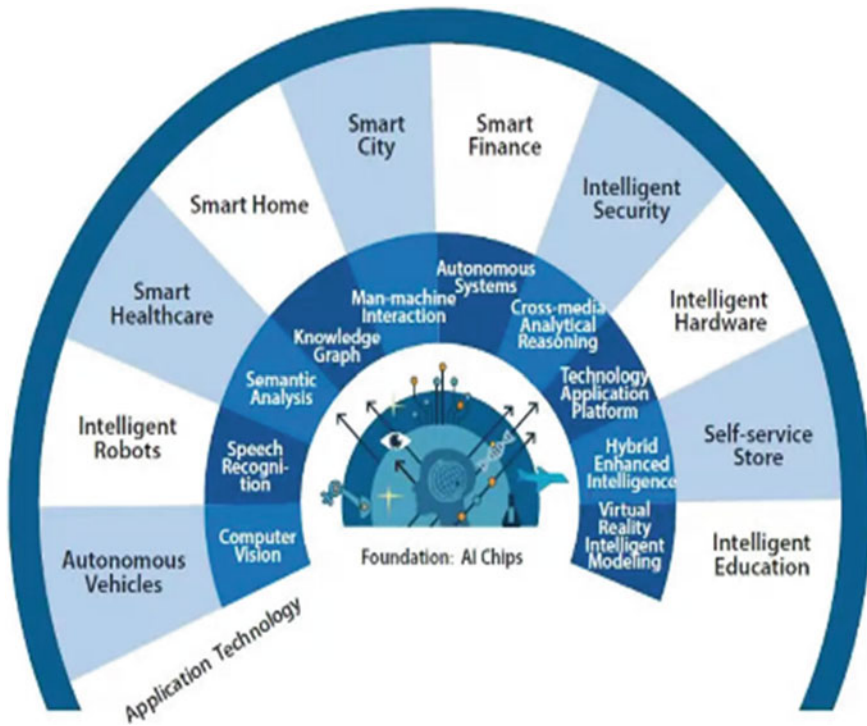 Smart
City
Smart
Finance
Smart Home
Intelligent
Security
Smart
Healthcare
Intelligent
Hardware
Intelligent
Robots
Self-service
Store
Autonomous
Vehicles
Intelligent
Education
Computer
Vision
Speech
Recogni-
tion
Semantic
Analysis
Knowledge
Graph
Man-machine
Interaction
Autonomous
Systems
Cross-media
Analytical
Reasoning
Technology
Application
Platform
Hybrid
Enhanced
Intelligence
Virtual
Reality
Intelligent
Modeling
Foundation: AI Chips
Application Technology